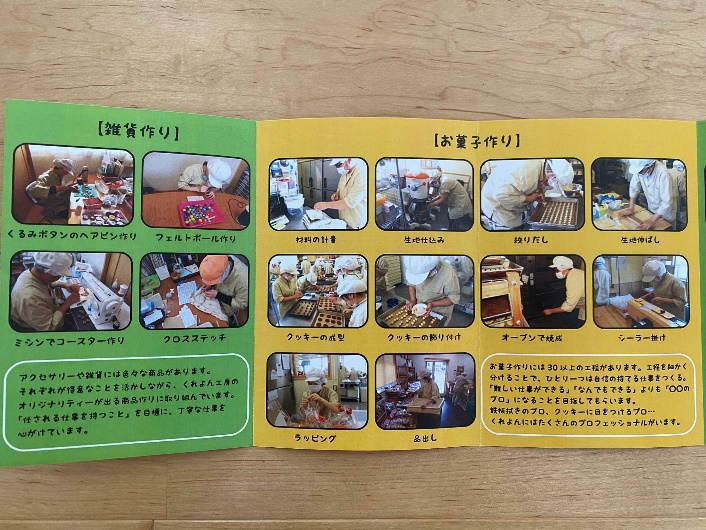 【雑貨作り】
くるみボタンのヘアピン作り
フェルトボール作り
ミシンでコースター作り
クロスステッチ
アクセサリーや雑貨には色々な商品があります。
それぞれが得意なことを活かしながら、くれよん工房の
オリジナリティーが出る商品作りに取り組んでいます。
「任される仕事を持つこと」を目標に、丁寧な仕事を
心がけています。
【お菓子作り】
材料の計量
生地仕込み
絞りだし
生地伸ばし
クッキーの成型
クッキーの飾り付け
オーブンで焼成
シーラー掛け
ラッピング
品出し
お菓子作りには30以上の工程があります。工程を細かく
分けることで、ひとり一つは自信の持てる仕事をつくる。
「難しい仕事ができる」「なんでもできる」よりも「〇〇の
プロ」になることを目指してもらいます。
鉄板拭きのプロ、クッキーに目をつけるプロ…
くれよんにはたくさんのプロフェッショナルがいます。